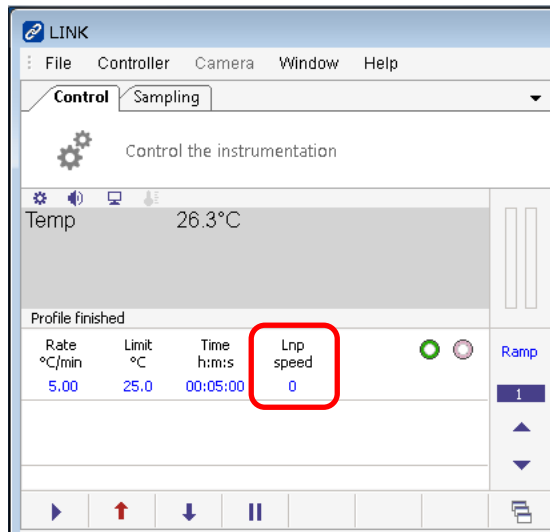 LINK
File Controller Camera Window Help
Control Sampling
Control the instrumentation
Temp 26.3°C
Profile finished
Rate Limit Time Lnp
°C/min °C h:m:s speed
5.00 25.0 00:05:00 0
Ramp
1